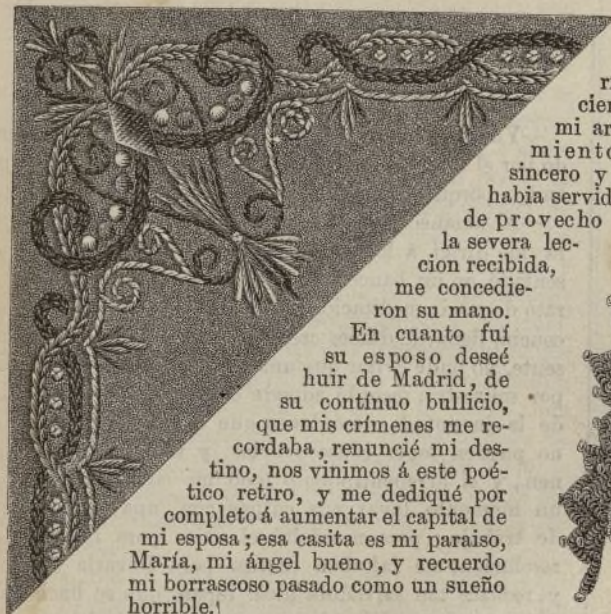 mi
miento
sincero y
habia
de provecho
la severa lec-
cion recibida,
me concedie-
ron su mano.
En cuanto fuí
su esposo deseé
huir de Madrid, de
su contínuo bullicio,
que mis crímenes me re-
cordaba, renuncié mi des-
tino, nos vinimos á este poé-
tico retiro, y me dediqué por
completo á aumentar el capital de
mi esposa; esa casita es mi paraiso,
María, mi ángel bueno, y recuerdo
mi borrascoso pasado como un sueño
horrible.